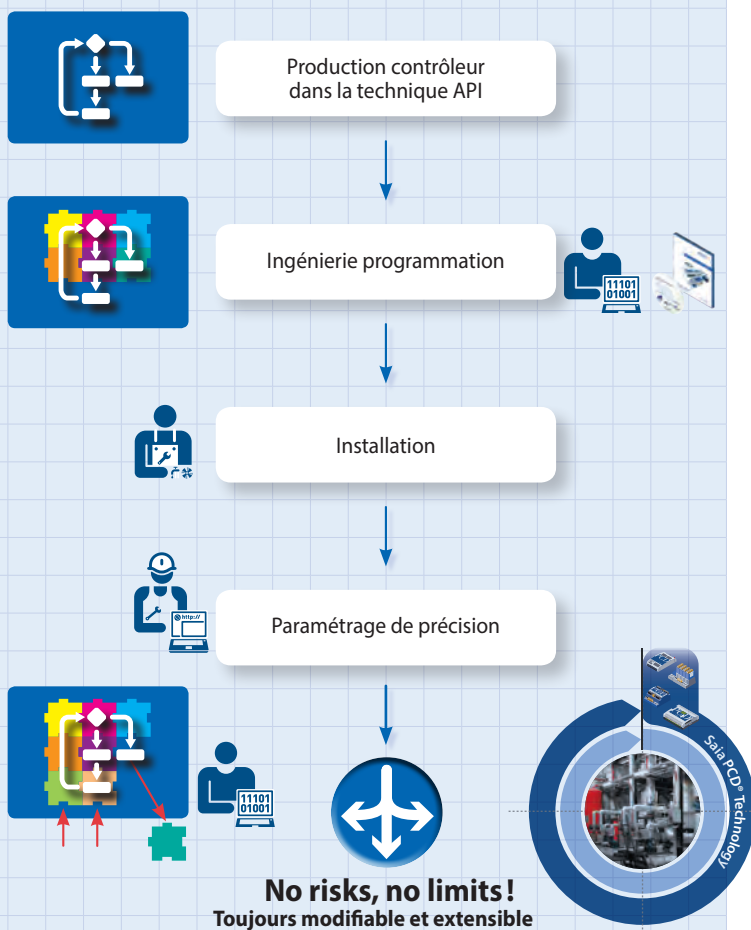 Production contrôleur
dans la technique API
Ingénierie programmation
11101
01001
Installation
http://
Paramétrage de précision
11101
01001
Saia PCD® Technology
No risks, no limits!
Toujours modifiable et extensible